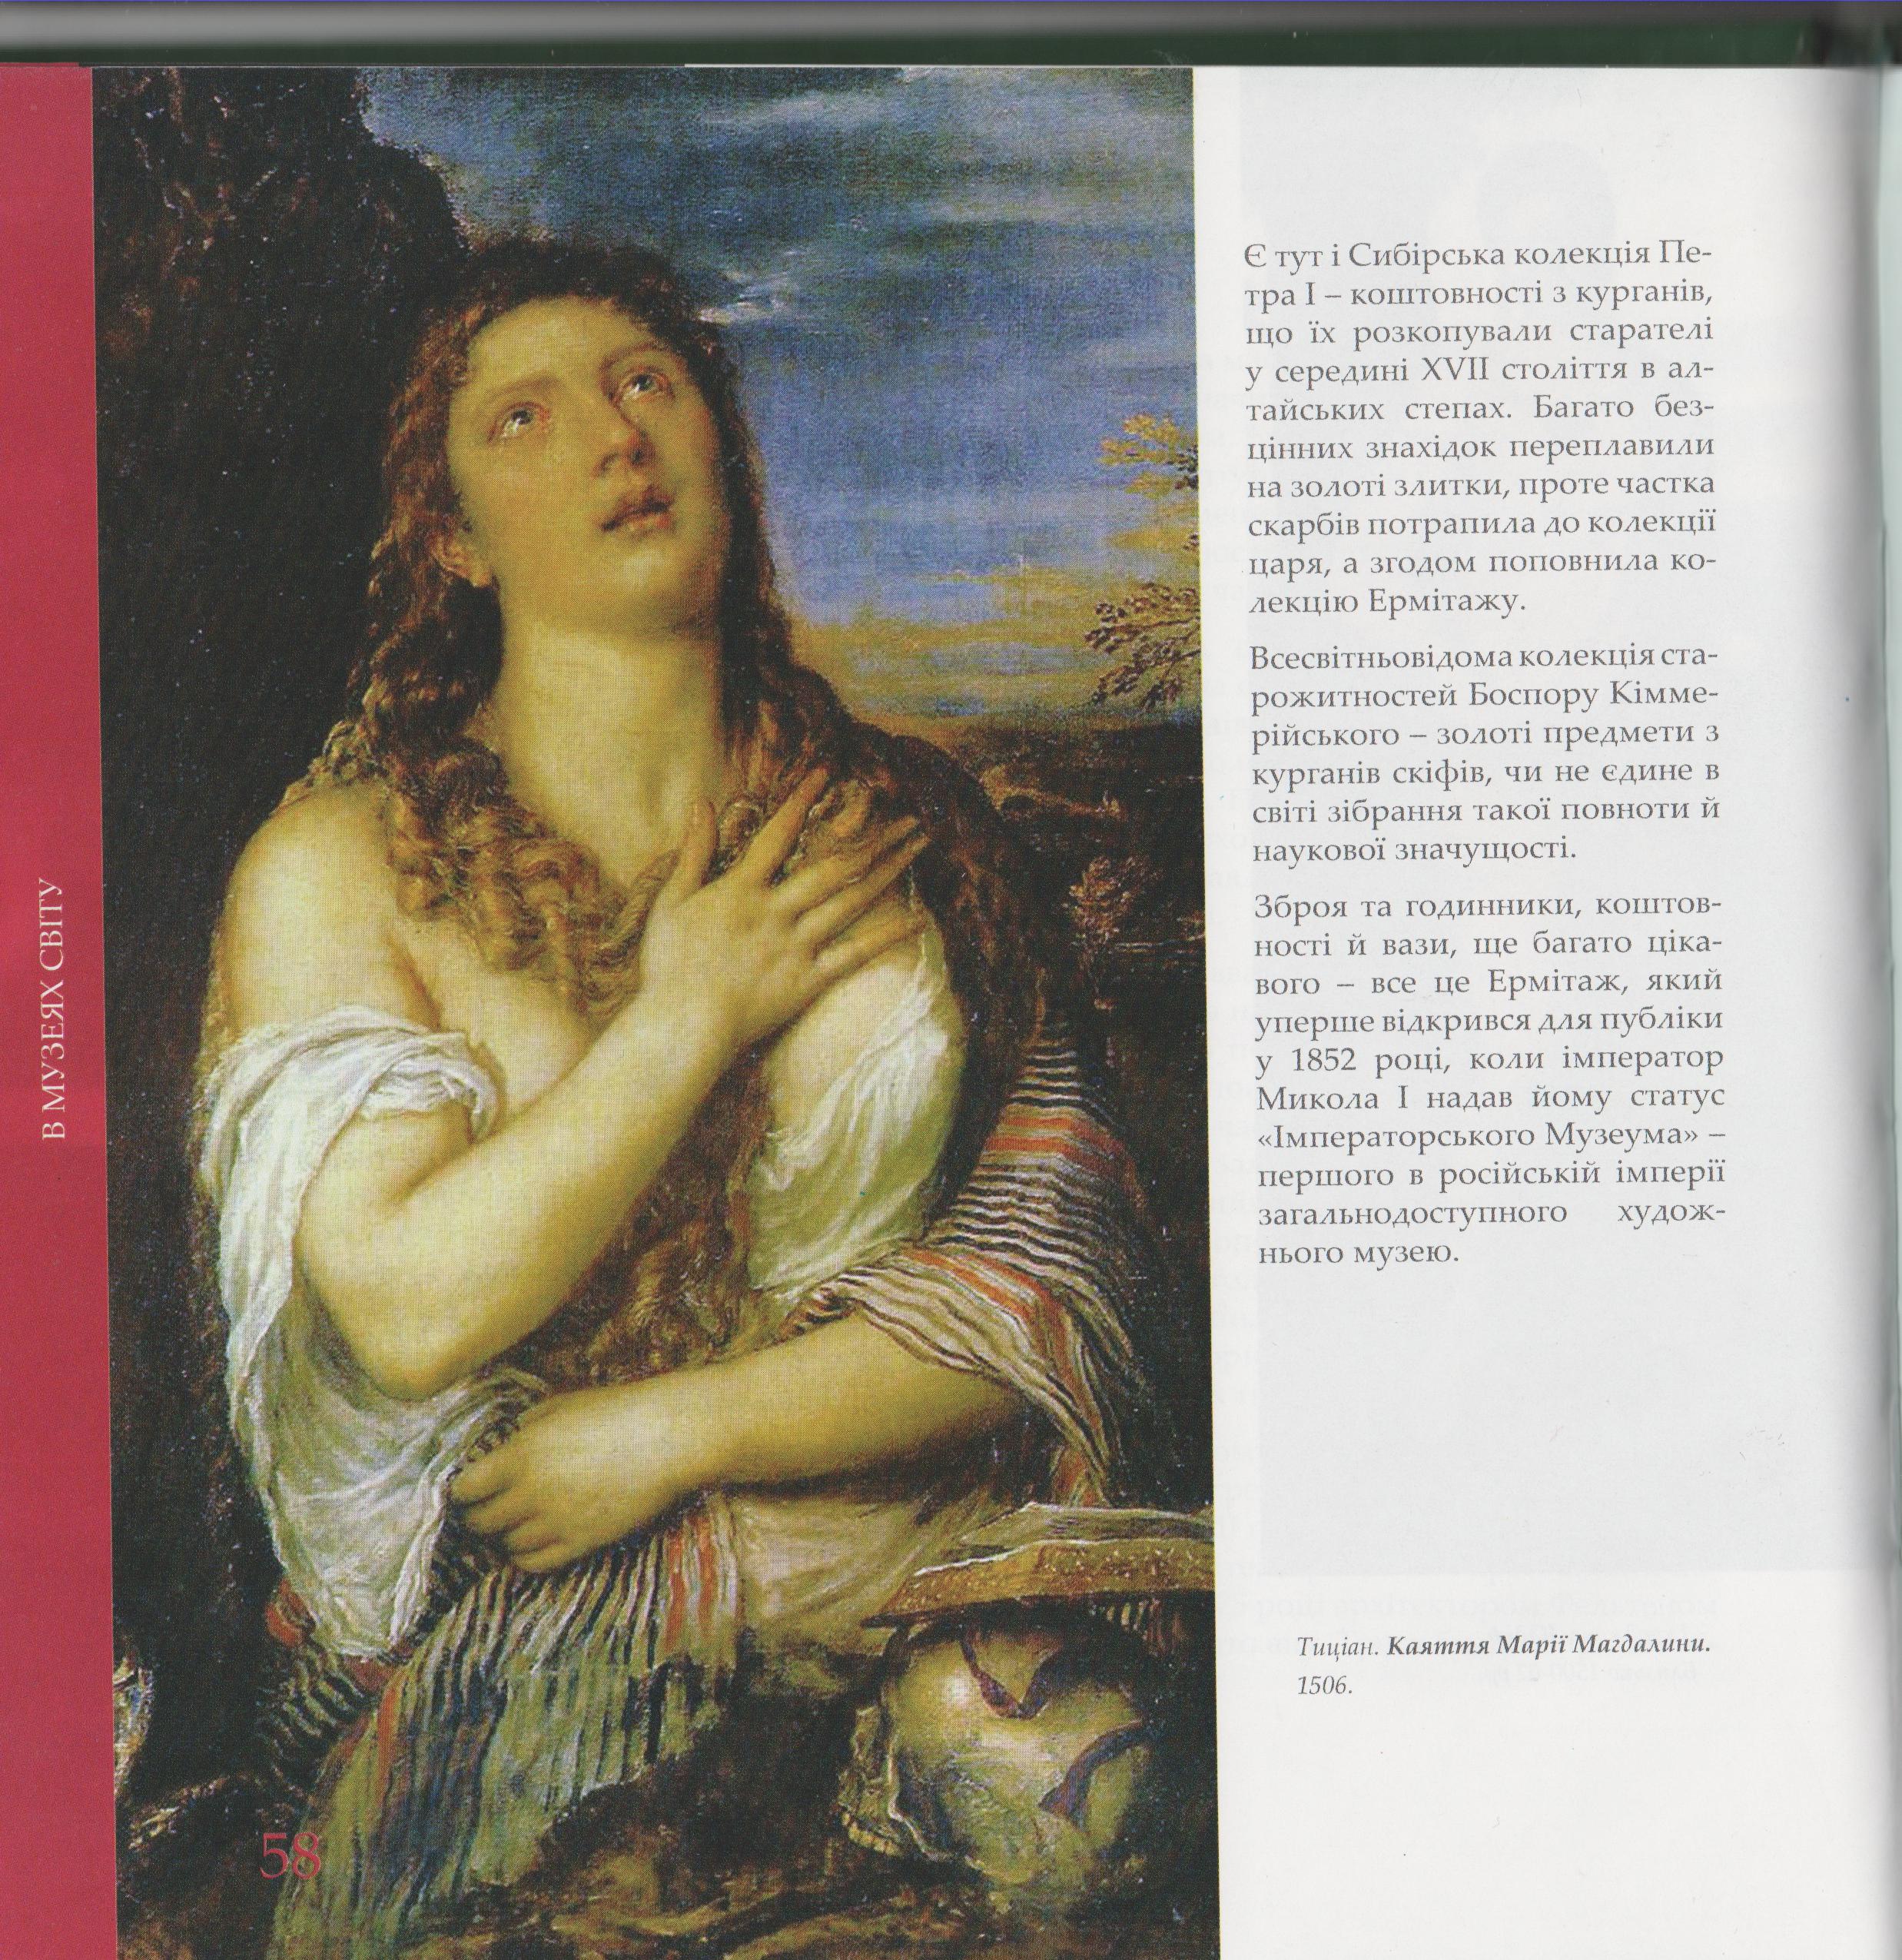 В МУЗЕЯХ СВІТУ
Є тут і Сибірська колекція Пе-
тра І – коштовності з курганів,
що їх розкопували старателі
у середині XVII століття в ал-
тайських степах. Багато без-
цінних знахідок переплавили
на золоті злитки, проте частка
скарбів потрапила до колекції
царя, а згодом поповнила ко-
лекцію Ермітажу.
Всесвітньовідома колекція ста-
рожитностей Боспору Кімме-
рійського – золоті предмети з
курганів скіфів, чи не єдине в
світі зібрання такої повноти й
наукової значущості.
Зброя та годинники, коштов-
ності й вази, ще багато ціка-
вого – все це Ермітаж, який
уперше відкрився для публіки
у 1852 році, коли імператор
Микола І надав йому статус
«Імператорського Музеума» –
першого в російській імперії
загальнодоступного худож-
нього музею.
Тиціан. Каяття Марії Магдалини.
1506.
58